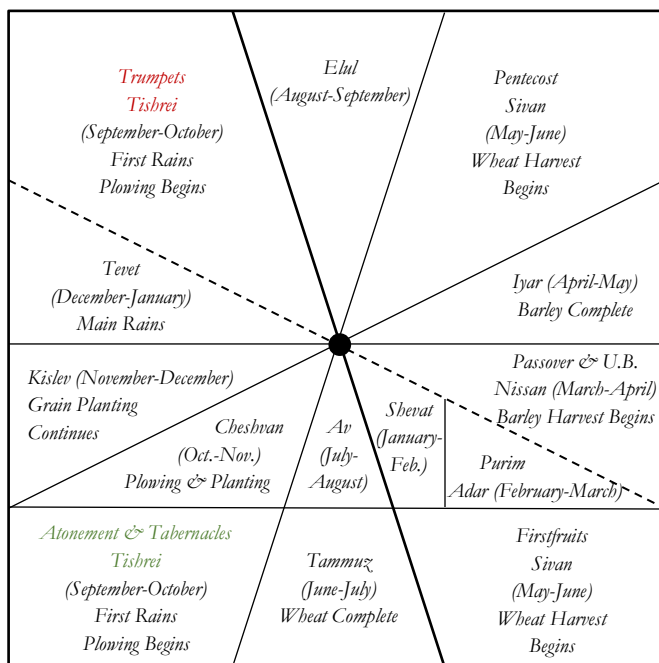 Trumpets
Tishrei
(September-October)
First Rains
Plowing Begins
Elul
(August-September)
Pentecost
Sivan
(May-June)
Wheat Harvest
Begins
Tevet
(December-January)
Main Rains
Iyar (April-May)
Barley Complete
Kislev (November-December)
Grain Planting
Continues
Cheshvan
(Oct.-Nov.)
Plowing & Planting
Av
(July-
August)
Shevat
(January-
Feb.)
Passover & U.B.
Nissan (March-April)
Barley Harvest Begins
Purim
Adar (February-March)
Atonement & Tabernacles
Tishrei
(September-October)
First Rains
Plowing Begins
Tammuz
(June-July)
Wheat Complete
Firstfruits
Sivan
(May-June)
Wheat Harvest
Begins